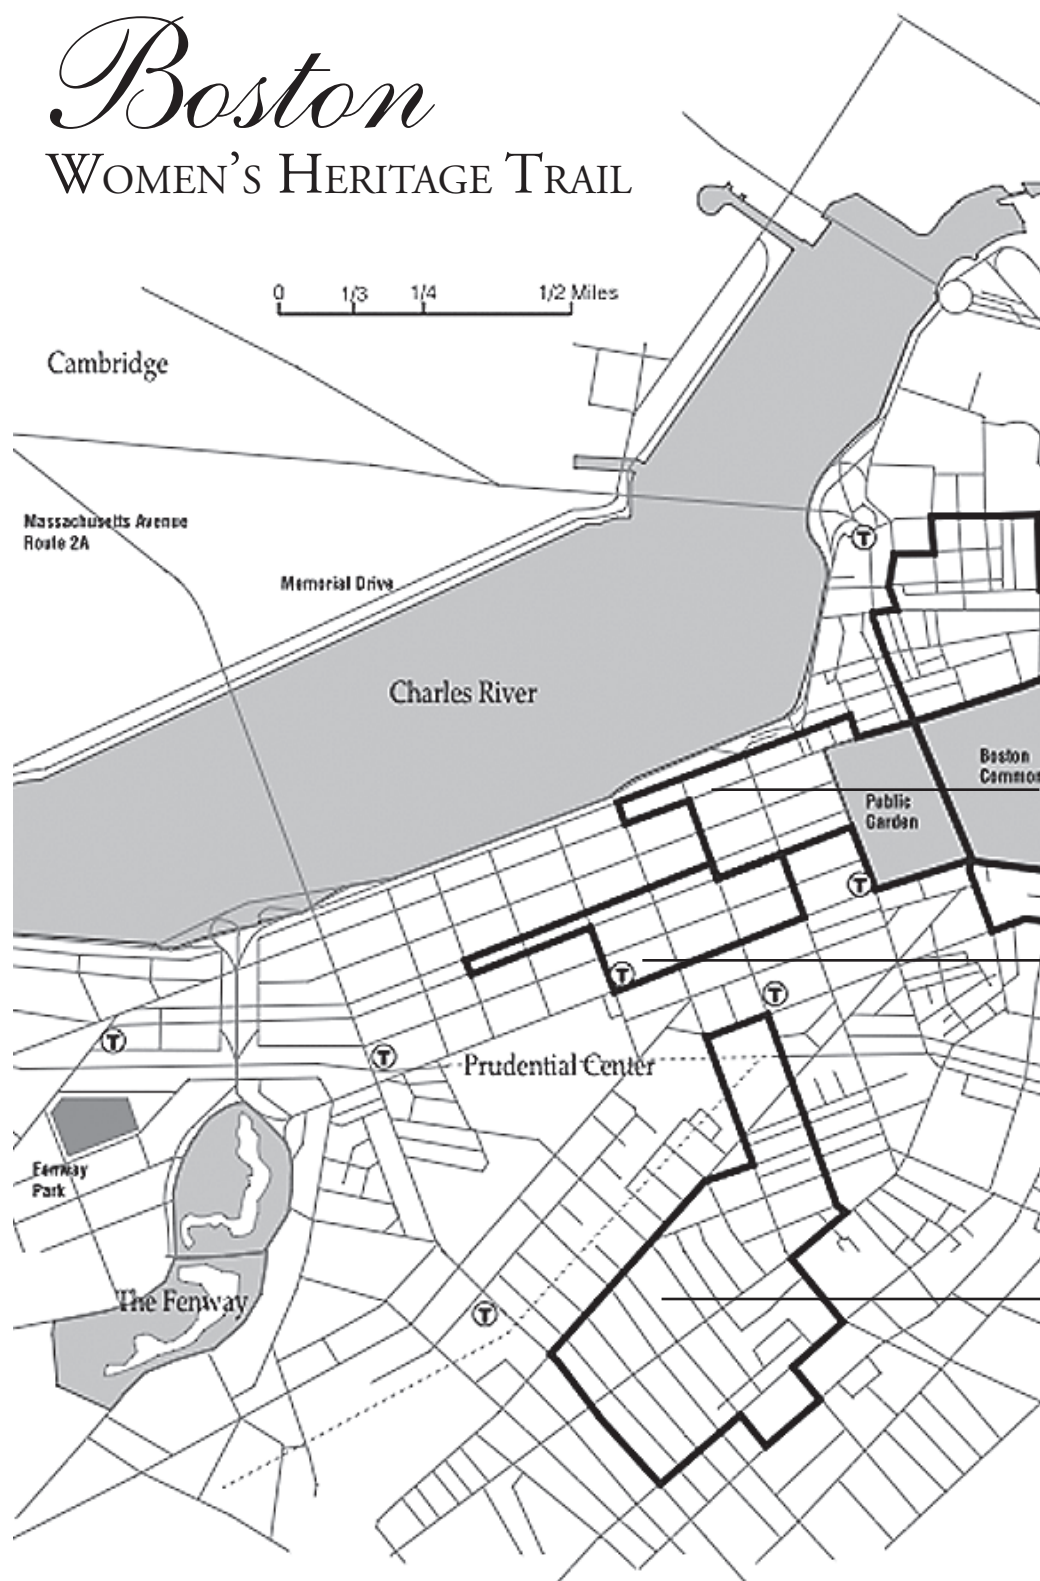 Boston
WOMEN'S HERITAGE TRAIL
0 1/3 1/4 1/2 Miles
Cambridge
Massachusetts Avenue
Route 2A
Memorial Drive
Charles River
Boston
Common
Public
Garden
T
T
T
T
T
T
Prudential Center
Fenway
Park
The Fenway
T